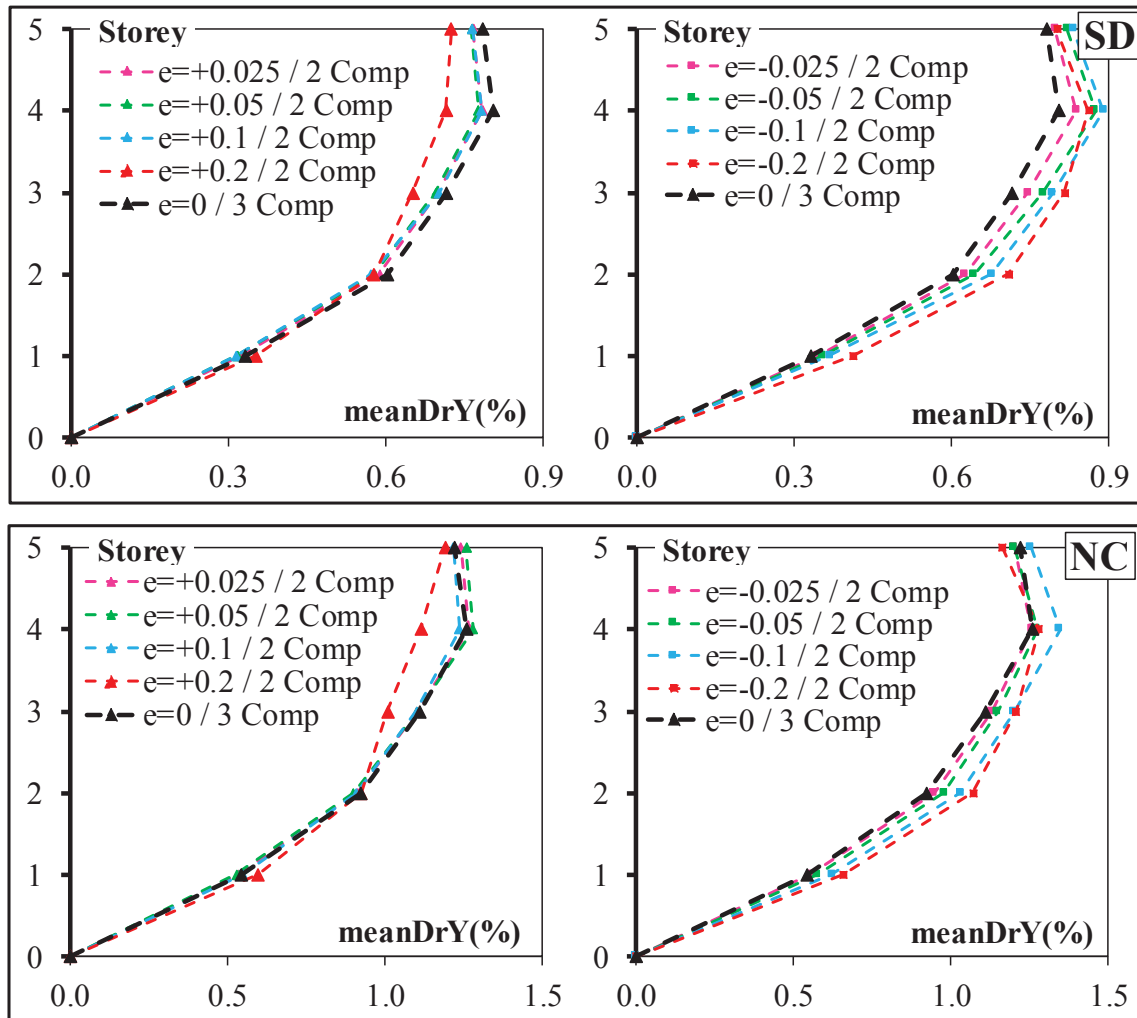 5
Storey
e=+0.025 / 2 Comp
e=+0.05 / 2 Comp
e=+0.1 / 2 Comp
e=+0.2 / 2 Comp
e=0 / 3 Comp
4
3
2
1
0
meanDrY(%)
0.0 0.3 0.6 0.9
SD
5
Storey
e=-0.025 / 2 Comp
e=-0.05 / 2 Comp
e=-0.1 / 2 Comp
e=-0.2 / 2 Comp
e=0 / 3 Comp
4
3
2
1
0
meanDrY(%)
0.0 0.3 0.6 0.9
5
Storey
e=+0.025 / 2 Comp
e=+0.05 / 2 Comp
e=+0.1 / 2 Comp
e=+0.2 / 2 Comp
e=0 / 3 Comp
4
3
2
1
0
meanDrY(%)
0.0 0.5 1.0 1.5
NC
5
Storey
e=-0.025 / 2 Comp
e=-0.05 / 2 Comp
e=-0.1 / 2 Comp
e=-0.2 / 2 Comp
e=0 / 3 Comp
4
3
2
1
0
meanDrY(%)
0.0 0.5 1.0 1.5